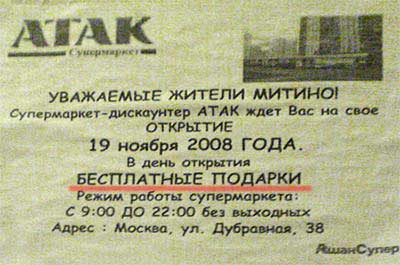 АТАК
Супермаркет
УВАЖАЕМЫЕ ЖИТЕЛИ МИТИНО!
Супермаркет-дискаунтер АТАК ждет Вас на свое
ОТКРЫТИЕ
19 ноября 2008 ГОДА.
В день открытия
БЕСПЛАТНЫЕ ПОДАРКИ
Режим работы супермаркета:
С 9:00 ДО 22:00 без выходных
Адрес : Москва, ул. Дубравная, 38
АшанСупер